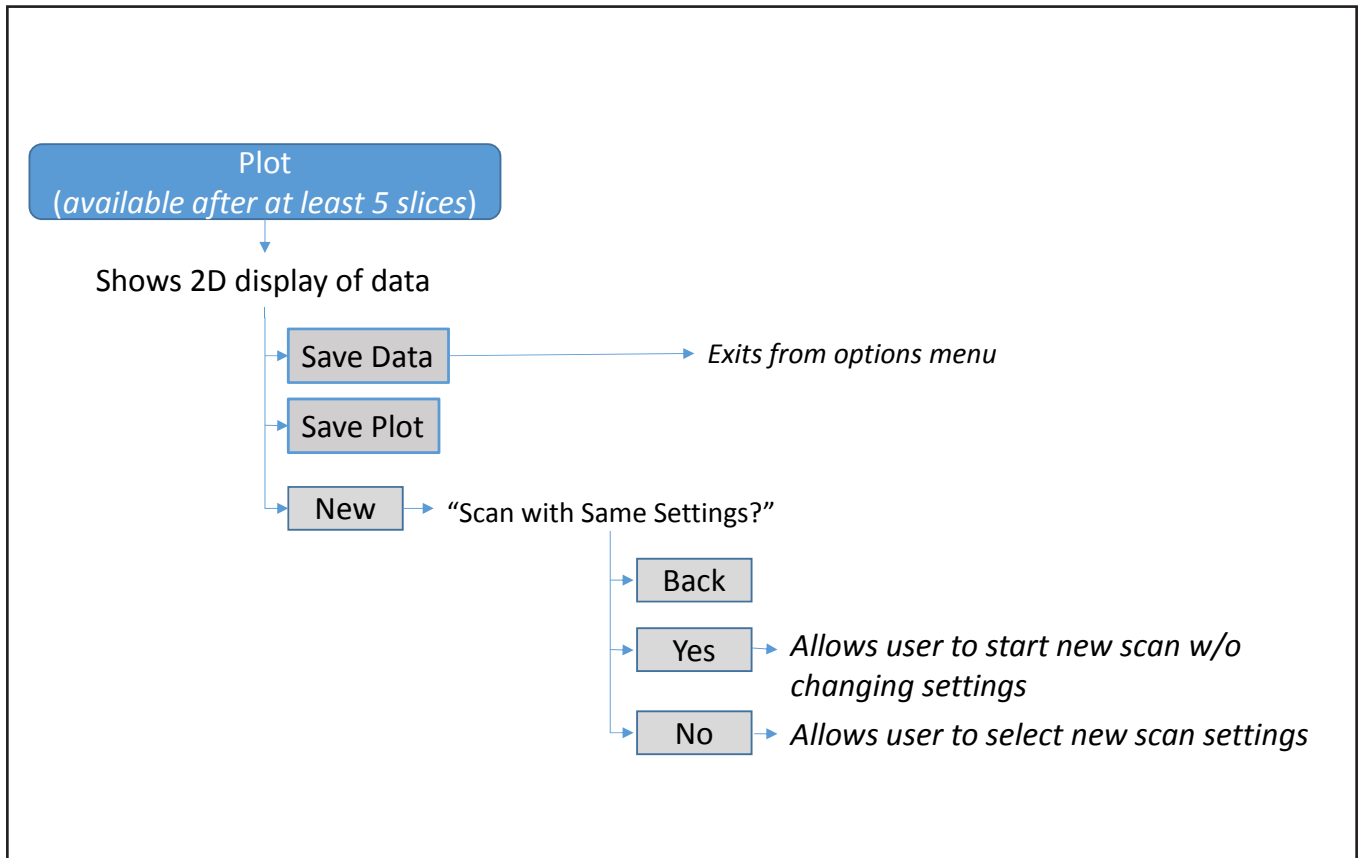 Plot
(available after at least 5 slices)
Shows 2D display of data
Save Data
Exits from options menu
Save Plot
New
“Scan with Same Settings?”
Back
Yes
Allows user to start new scan w/o
changing settings
No
Allows user to select new scan settings